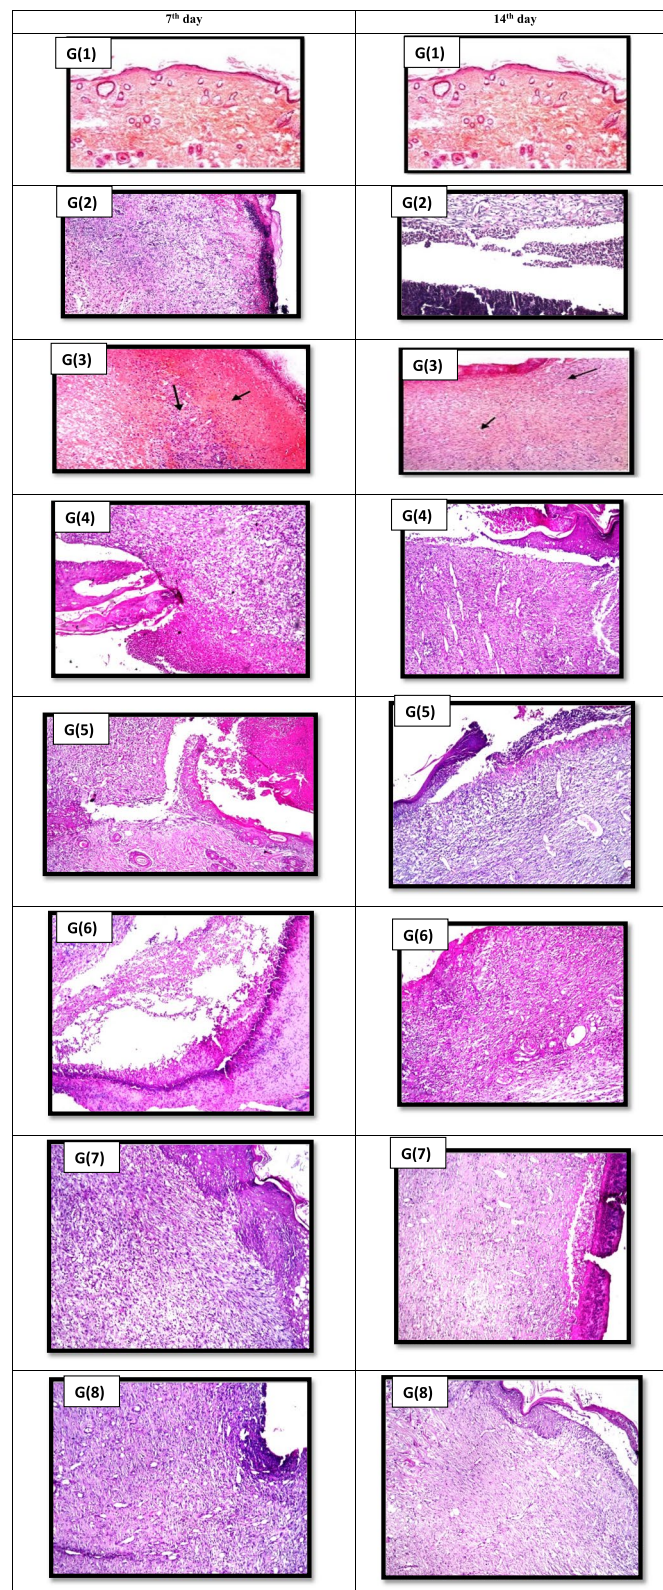 7th day 14th day
G(1) G(1)
G(2) G(2)
G(3) G(3)
G(4) G(4)
G(5) G(5)
G(6) G(6)
G(7) G(7)
G(8) G(8)